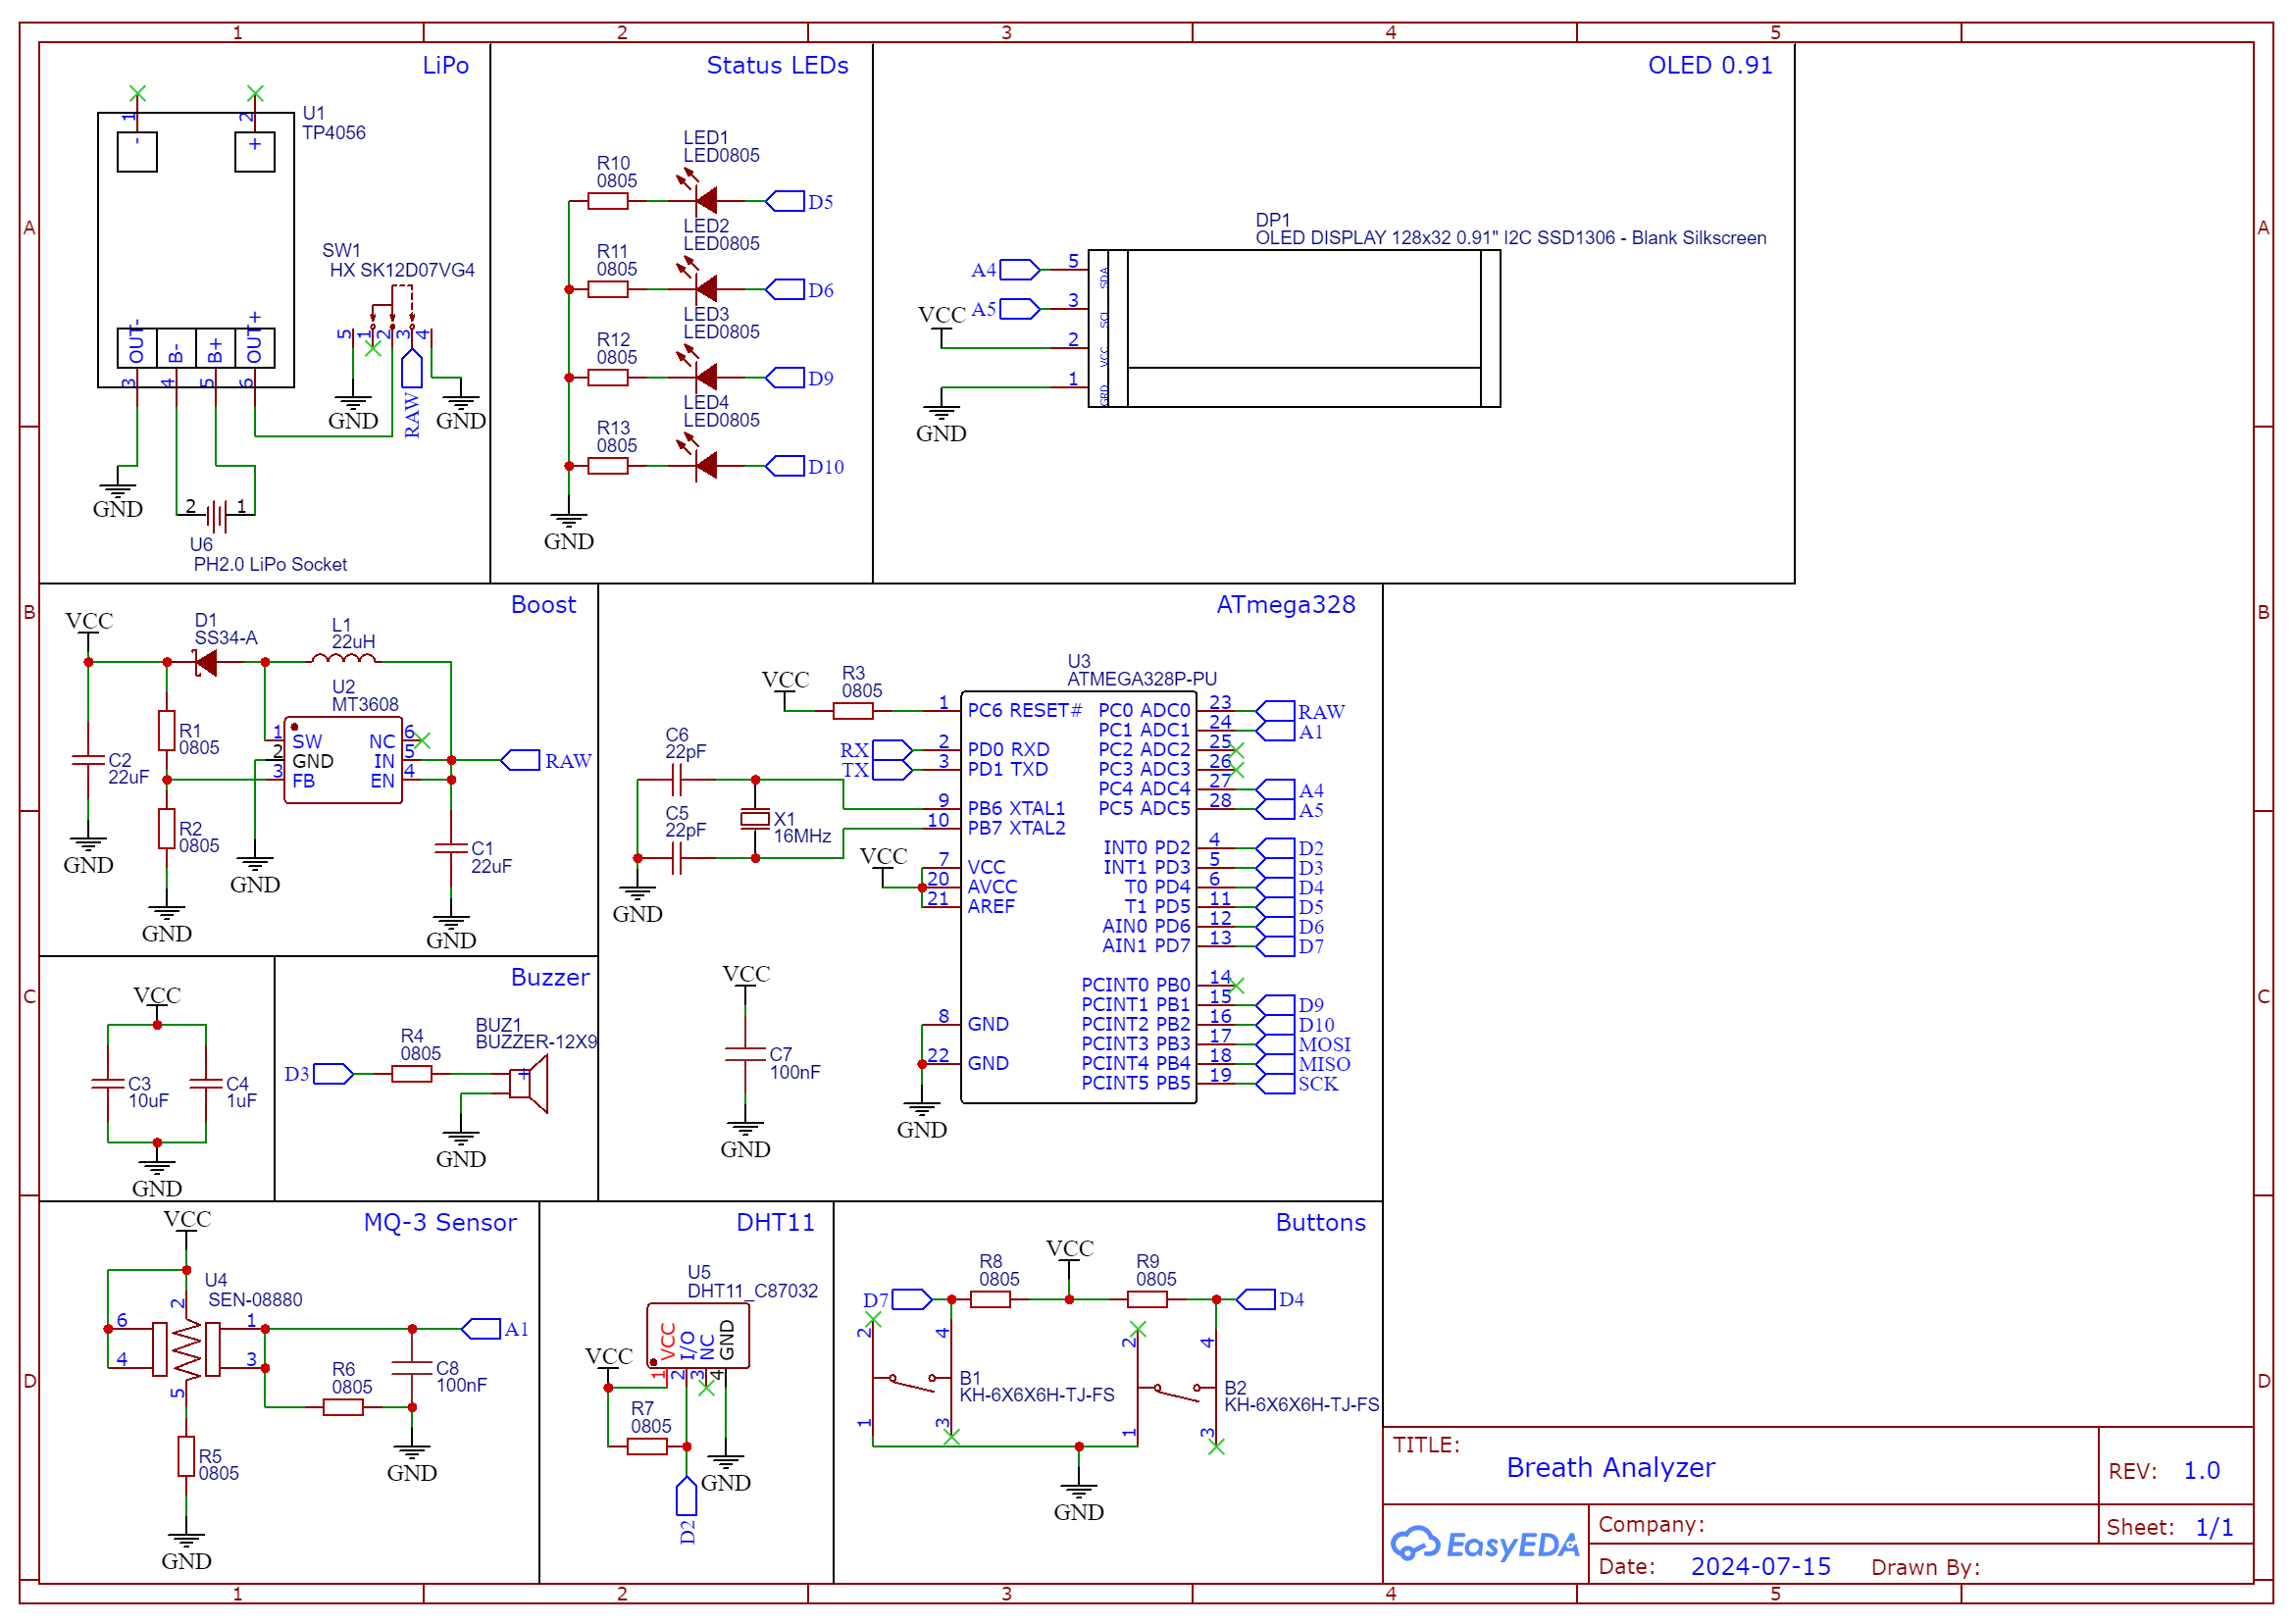 1 2 3 4 5
A
B
C
D
A
B
C
D
LiPo
1
2
-
+
U1
TP4056
OUT-
B-
B+
OUT+
3
4
5
6
SW1
HX SK12D07VG4
5
1
2
3
4
GND
RAW
GND
GND
2 1
U6
PH2.0 LiPo Socket
Status LEDs
LED1
LED0805
R10
0805
D5
LED2
LED0805
R11
0805
D6
LED3
LED0805
R12
0805
D9
LED4
LED0805
R13
0805
D10
GND
OLED 0.91
DP1
OLED DISPLAY 128x32 0.91" I2C SSD1306 - Blank Silkscreen
A4 5 SDA
A5 3 SCL
VCC 2 VCC
1 GRD
GND
Boost
VCC
D1
SS34-A
L1
22uH
U2
MT3608
R1
0805
C2
22uF
R2
0805
1 SW
2 GND
3 FB
NC 6
IN 5
EN 4
RAW
C1
22uF
GND
GND
GND
GND
ATmega328
U3
ATMEGA328P-PU
VCC
R3
0805
1 PC6 RESET#
RX 2 PD0 RXD
TX 3 PD1 TXD
C6
22pF
C5
22pF
X1
16MHz
9 PB6 XTAL1
10 PB7 XTAL2
VCC
7 VCC
20 AVCC
21 AREF
GND
8 GND
22 GND
GND
VCC
C7
100nF
GND
PC0 ADC0 23 RAW
PC1 ADC1 24 A1
PC2 ADC2 25
PC3 ADC3 26
PC4 ADC4 27 A4
PC5 ADC5 28 A5
INT0 PD2 4 D2
INT1 PD3 5 D3
T0 PD4 6 D4
T1 PD5 11 D5
AIN0 PD6 12 D6
AIN1 PD7 13 D7
PCINT0 PB0 14
PCINT1 PB1 15 D9
PCINT2 PB2 16 D10
PCINT3 PB3 17 MOSI
PCINT4 PB4 18 MISO
PCINT5 PB5 19 SCK
VCC
C3
10uF
C4
1uF
GND
Buzzer
D3
R4
0805
BUZ1
BUZZER-12X9
+
GND
MQ-3 Sensor
VCC
U4
SEN-08880
6
4
2
5
1
3
A1
R6
0805
C8
100nF
GND
R5
0805
GND
DHT11
U5
DHT11_C87032
VCC
I/O
NC
GND
1
2
3
4
VCC
R7
0805
GND
D2
Buttons
VCC
R8
0805
R9
0805
D7
D4
2
4
1
3
B1
KH-6X6X6H-TJ-FS
2
4
1
3
B2
KH-6X6X6H-TJ-FS
GND
TITLE:
Breath Analyzer
REV: 1.0
EasyEDA
Company:
Sheet: 1/1
Date: 2024-07-15 Drawn By:
1 2 3 4 5